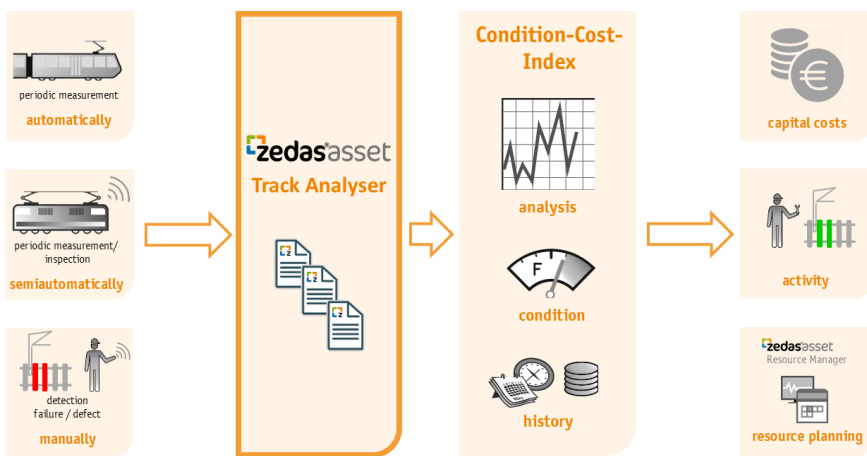 periodic measurement
automatically
periodic measurement/
inspection
semiautomatically
detection
failure / defect
manually
zedas®asset
Track Analyser
z
z
z
Condition-Cost-
Index
analysis
F
condition
history
€
capital costs
activity
zedas®asset
Resource Manager
resource planning